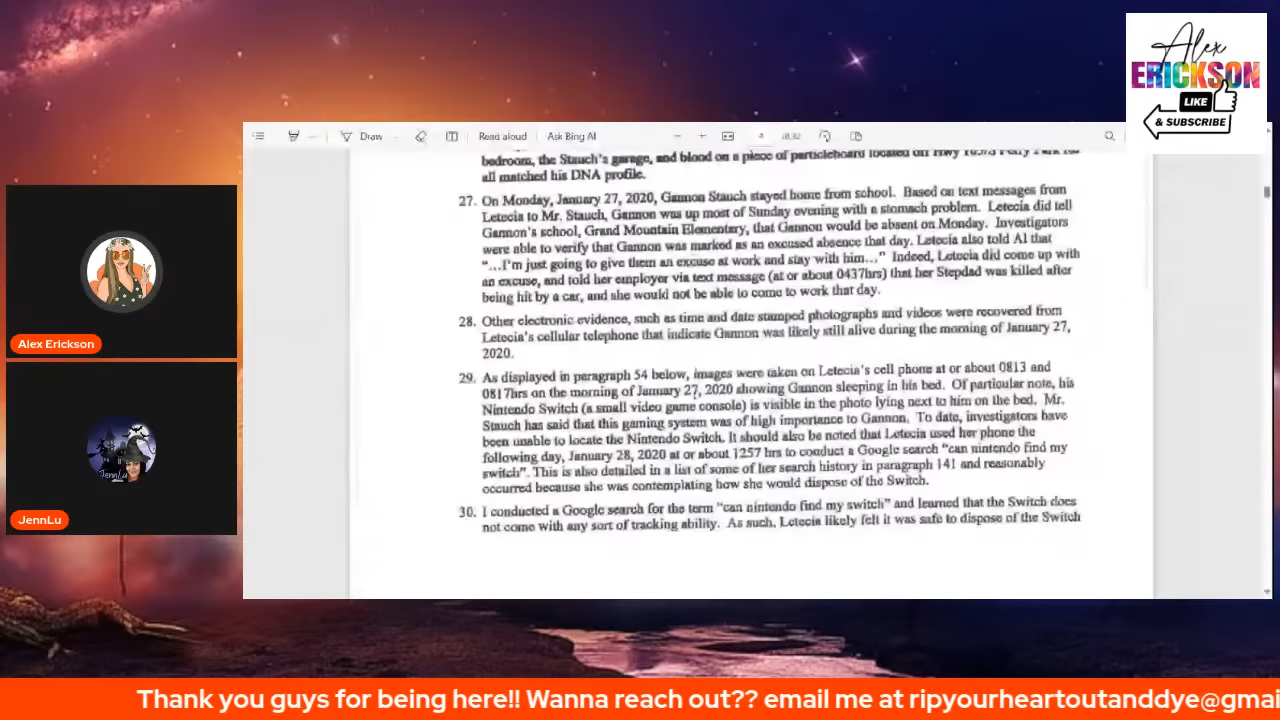 Alex
ERICKSON
LIKE
& SUBSCRIBE
Draw
Read aloud
Ask Bing AI
bedroom, the Stauch's garage, and blood on a piece of particleboard located on Hwy
all matched his DNA profile.
27. On Monday, January 27, 2020, Gannon Stauch stayed home from school. Based on text messages from
Letecia to Mr. Stauch, Gannon was up most of Sunday evening with a stomach problem. Letecia did tell
Gannon's school, Grand Mountain Elementary, that Gannon would be absent on Monday. Investigators
were able to verify that Gannon was marked as an excused absence that day. Letecia also told Al that
"...I'm just going to give them an excuse at work and stay with him..." Indeed, Letecia did come up with
an excuse, and told her employer via text message (at or about 0437hrs) that her Stepdad was killed after
being hit by a car, and she would not be able to come to work that day.
28. Other electronic evidence, such as time and date stamped photographs and videos were recovered from
Letecia's cellular telephone that indicate Gannon was likely still alive during the morning of January 27,
2020.
29. As displayed in paragraph 54 below, images were taken on Letecia's cell phone at or about 0813 and
0817hrs on the morning of January 27, 2020 showing Gannon sleeping in his bed. Of particular note, his
Nintendo Switch (a small video game console) is visible in the photo lying next to him on the bed. Mr.
Stauch has said that this gaming system was of high importance to Gannon. To date, investigators have
been unable to locate the Nintendo Switch. It should also be noted that Letecia used her phone the
following day, January 28, 2020 at or about 1257 hrs to conduct a Google search "can nintendo find my
switch". This is also detailed in a list of some of her search history in paragraph 141 and reasonably
occurred because she was contemplating how she would dispose of the Switch.
30. I conducted a Google search for the term "can nintendo find my switch" and learned that the Switch does
not come with any sort of tracking ability. As such, Letecia likely felt it was safe to dispose of the Switch
Alex Erickson
JennLu
JennLu
Thank you guys for being here!! Wanna reach out?? email me at ripyourheartoutanddye@gmai